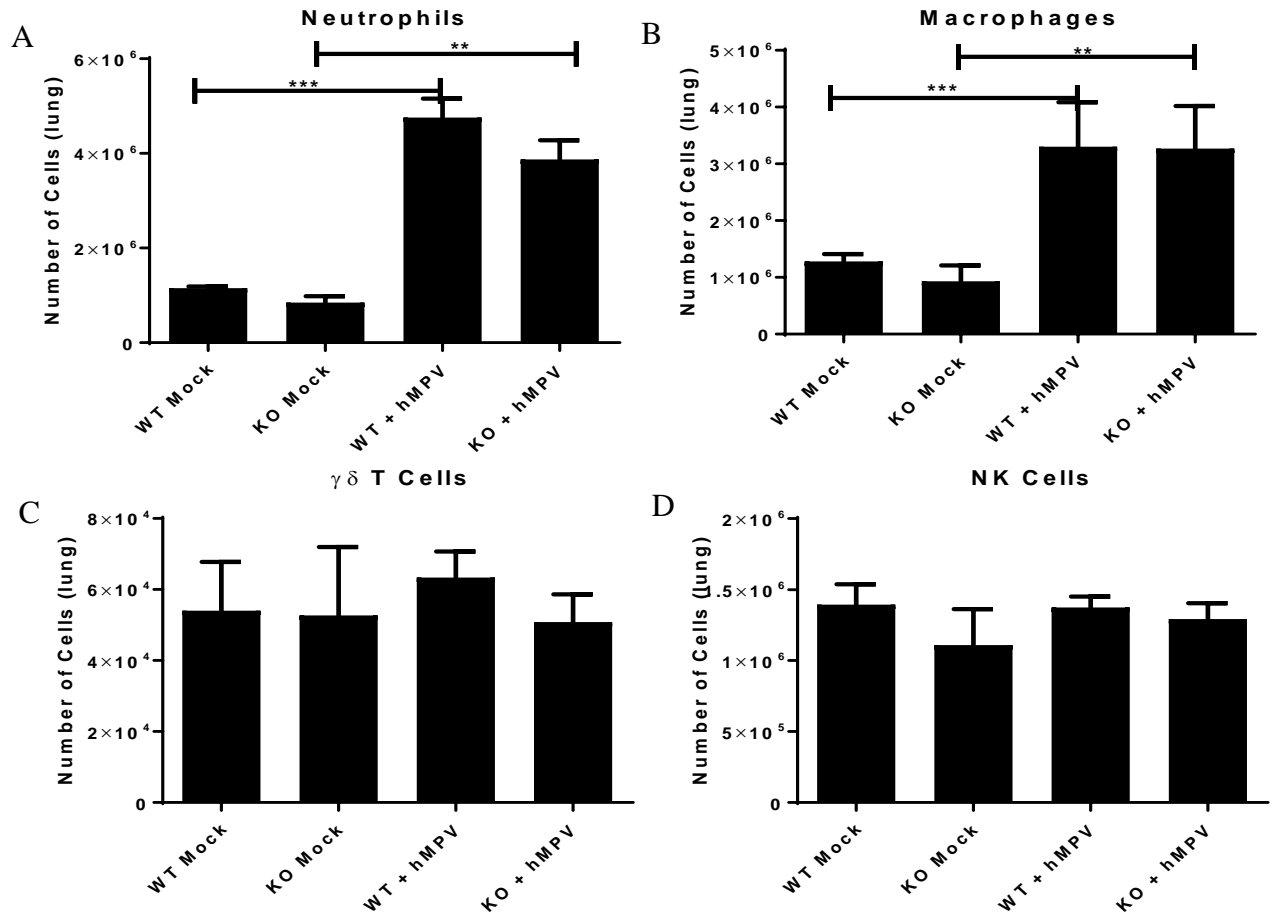 A
Neutrophils
Number of Cells (lung)
6×10⁶
4×10⁶
2×10⁶
0
***
**
WT Mock
KO Mock
WT + hMPV
KO + hMPV
B
Macrophages
Number of Cells (lung)
5×10⁶
4×10⁶
3×10⁶
2×10⁶
1×10⁶
0
***
**
WT Mock
KO Mock
WT + hMPV
KO + hMPV
C
γδ T Cells
Number of Cells (lung)
8×10⁴
6×10⁴
4×10⁴
2×10⁴
0
WT Mock
KO Mock
WT + hMPV
KO + hMPV
D
NK Cells
Number of Cells (lung)
2×10⁶
1.5×10⁶
1×10⁶
5×10⁵
0
WT Mock
KO Mock
WT + hMPV
KO + hMPV